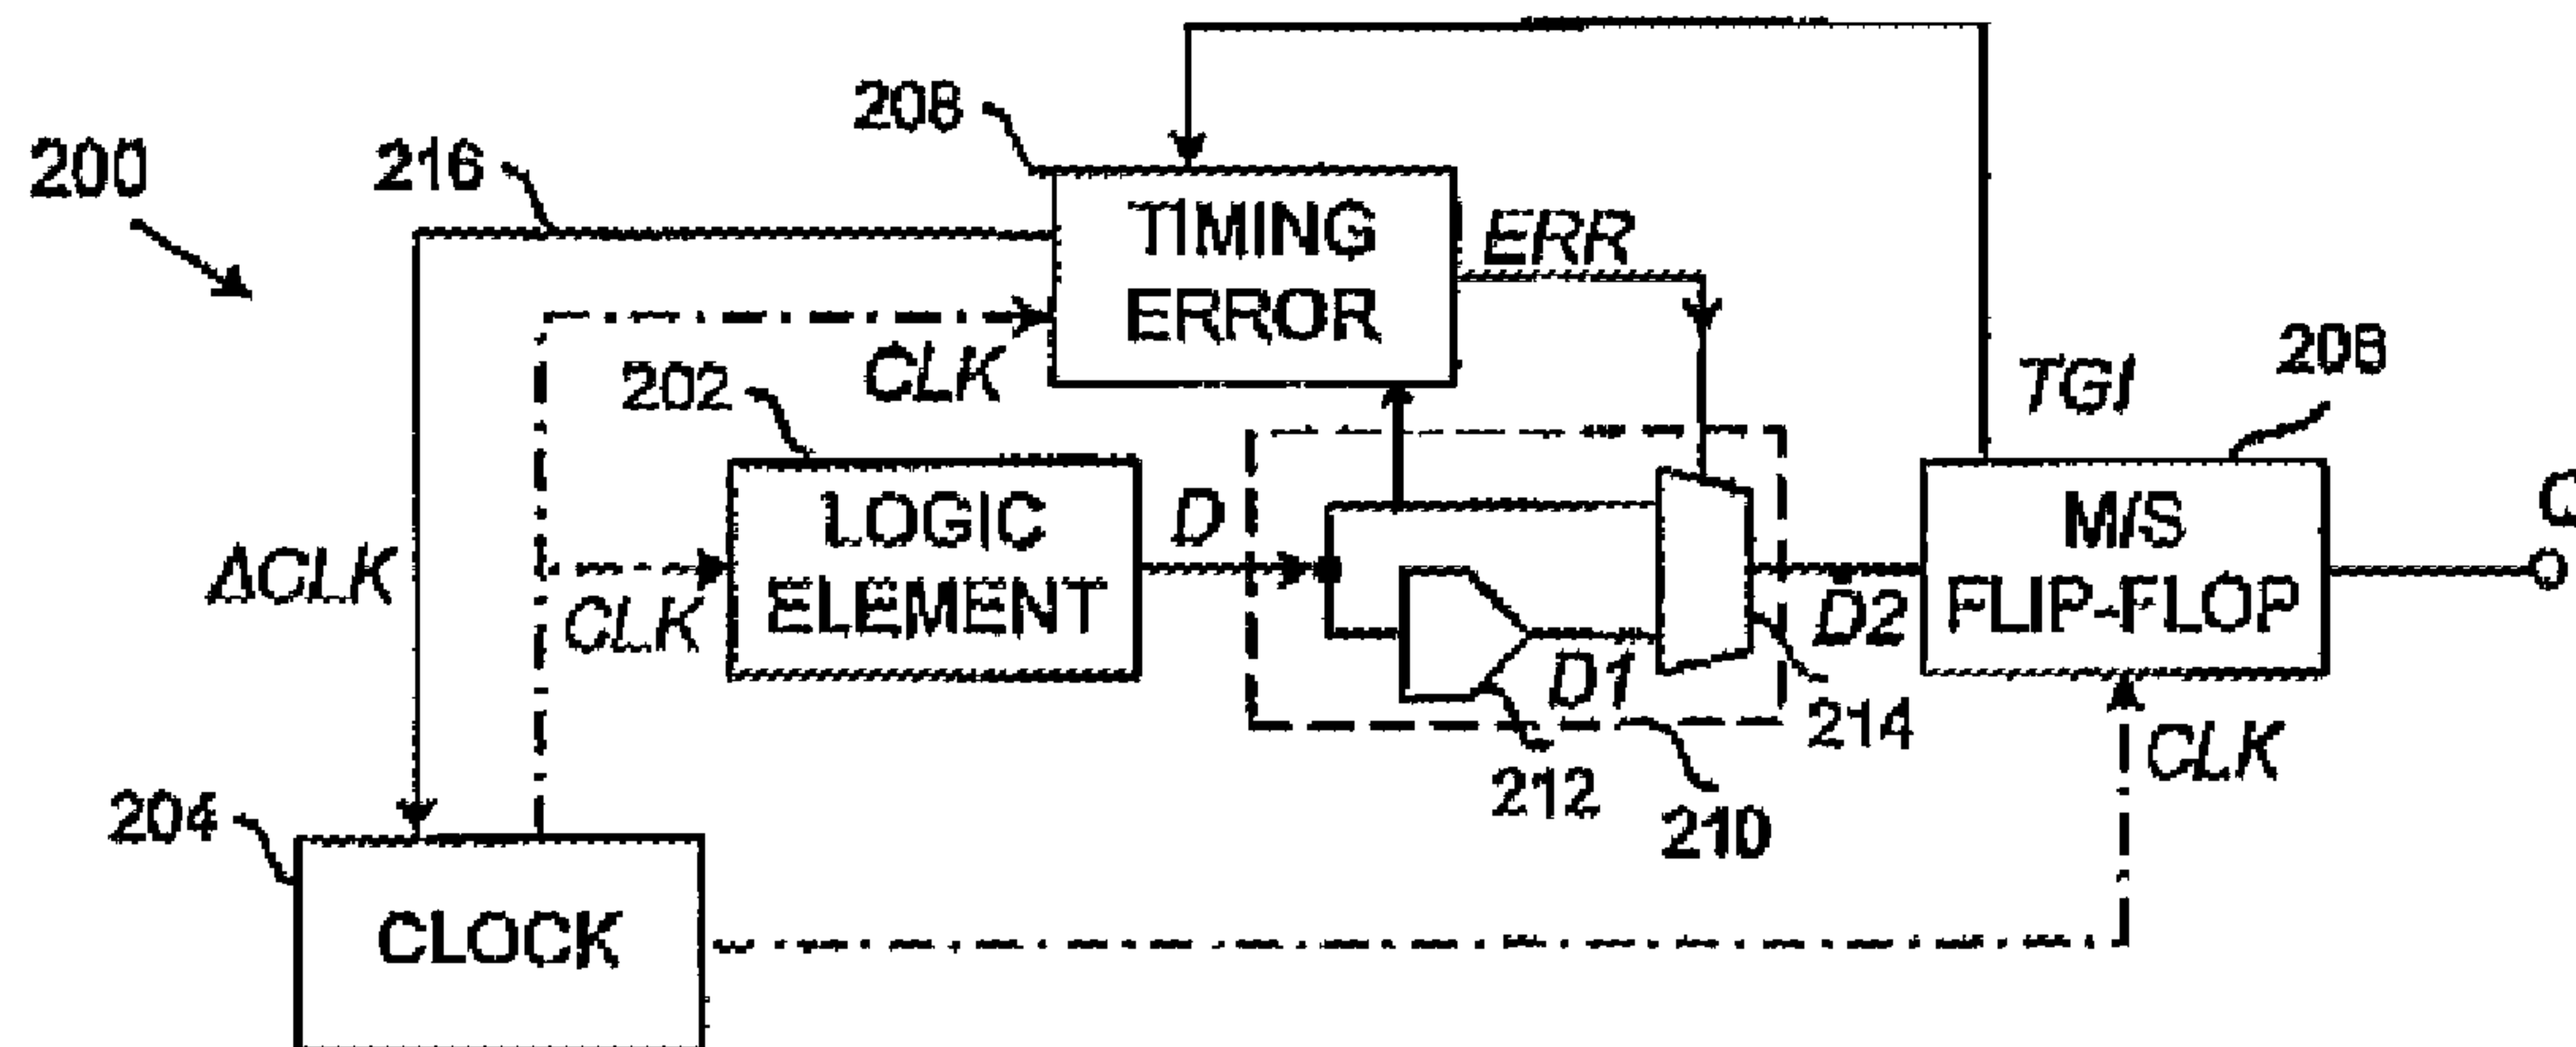 200
216
208
TIMING
ERROR
ERR
CLK
202
TGI
208
LOGIC
ELEMENT
D
M/S
FLIP-FLOP
Q
ΔCLK
CLK
D1
D2
214
212
210
CLK
204
CLOCK